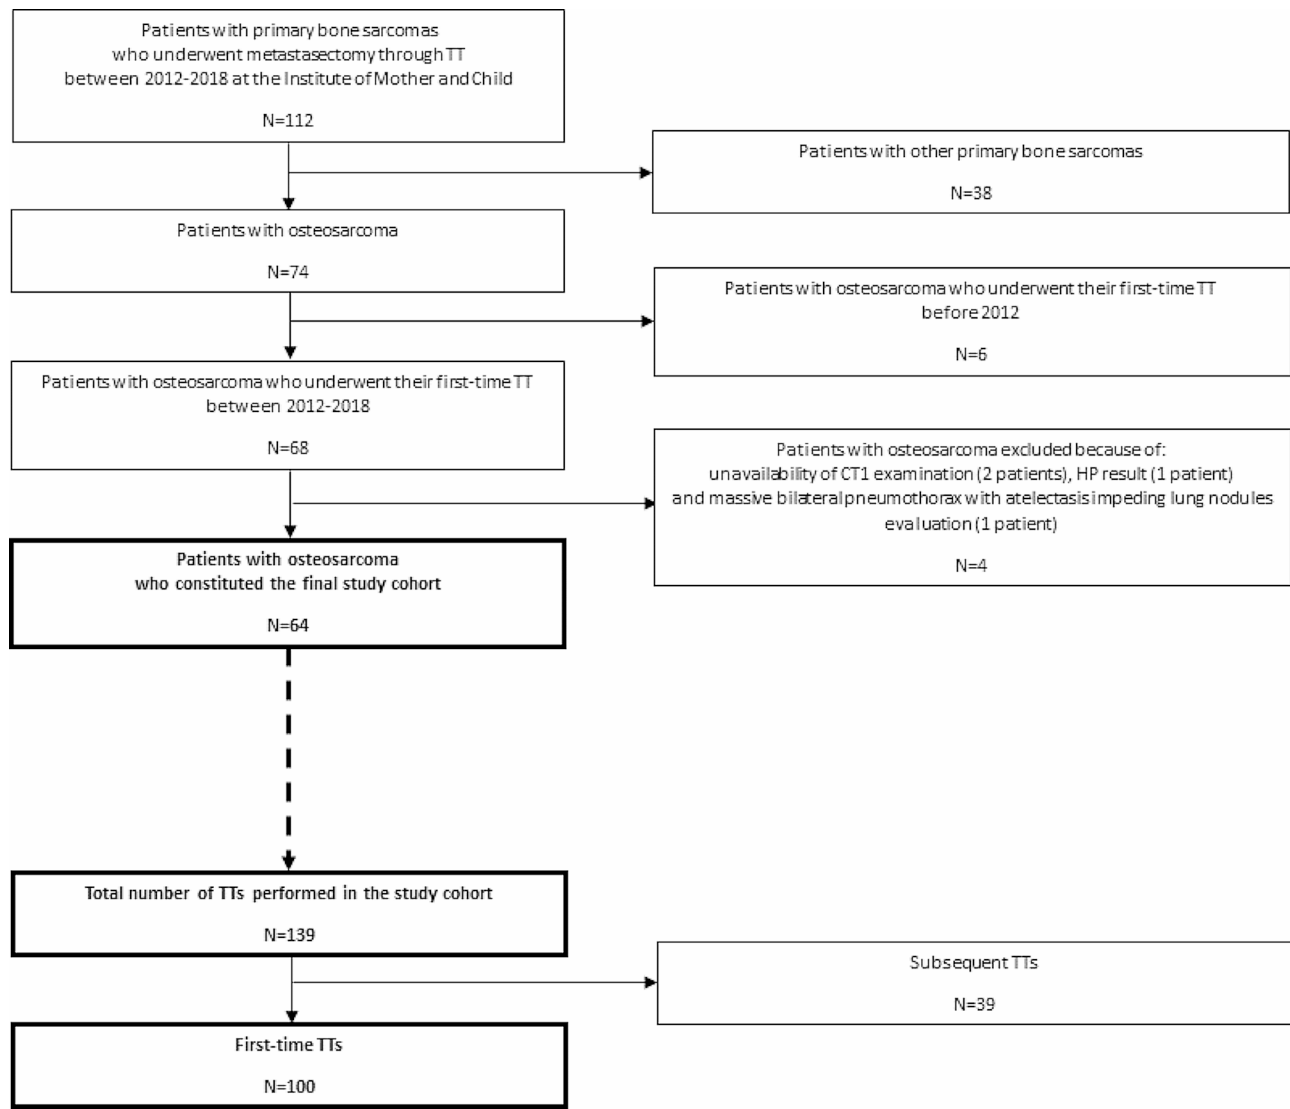 Patients with primary bone sarcomas
who underwent metastasectomy through TT
between 2012-2018 at the Institute of Mother and Child
N=112
Patients with other primary bone sarcomas
N=38
Patients with osteosarcoma
N=74
Patients with osteosarcoma who underwent their first-time TT
before 2012
N=6
Patients with osteosarcoma who underwent their first-time TT
between 2012-2018
N=68
Patients with osteosarcoma excluded because of:
unavailability of CT1 examination (2 patients), HP result (1 patient)
and massive bilateral pneumothorax with atelectasis impeding lung nodules
evaluation (1 patient)
N=4
Patients with osteosarcoma
who constituted the final study cohort
N=64
Total number of TTs performed in the study cohort
N=139
Subsequent TTs
N=39
First-time TTs
N=100